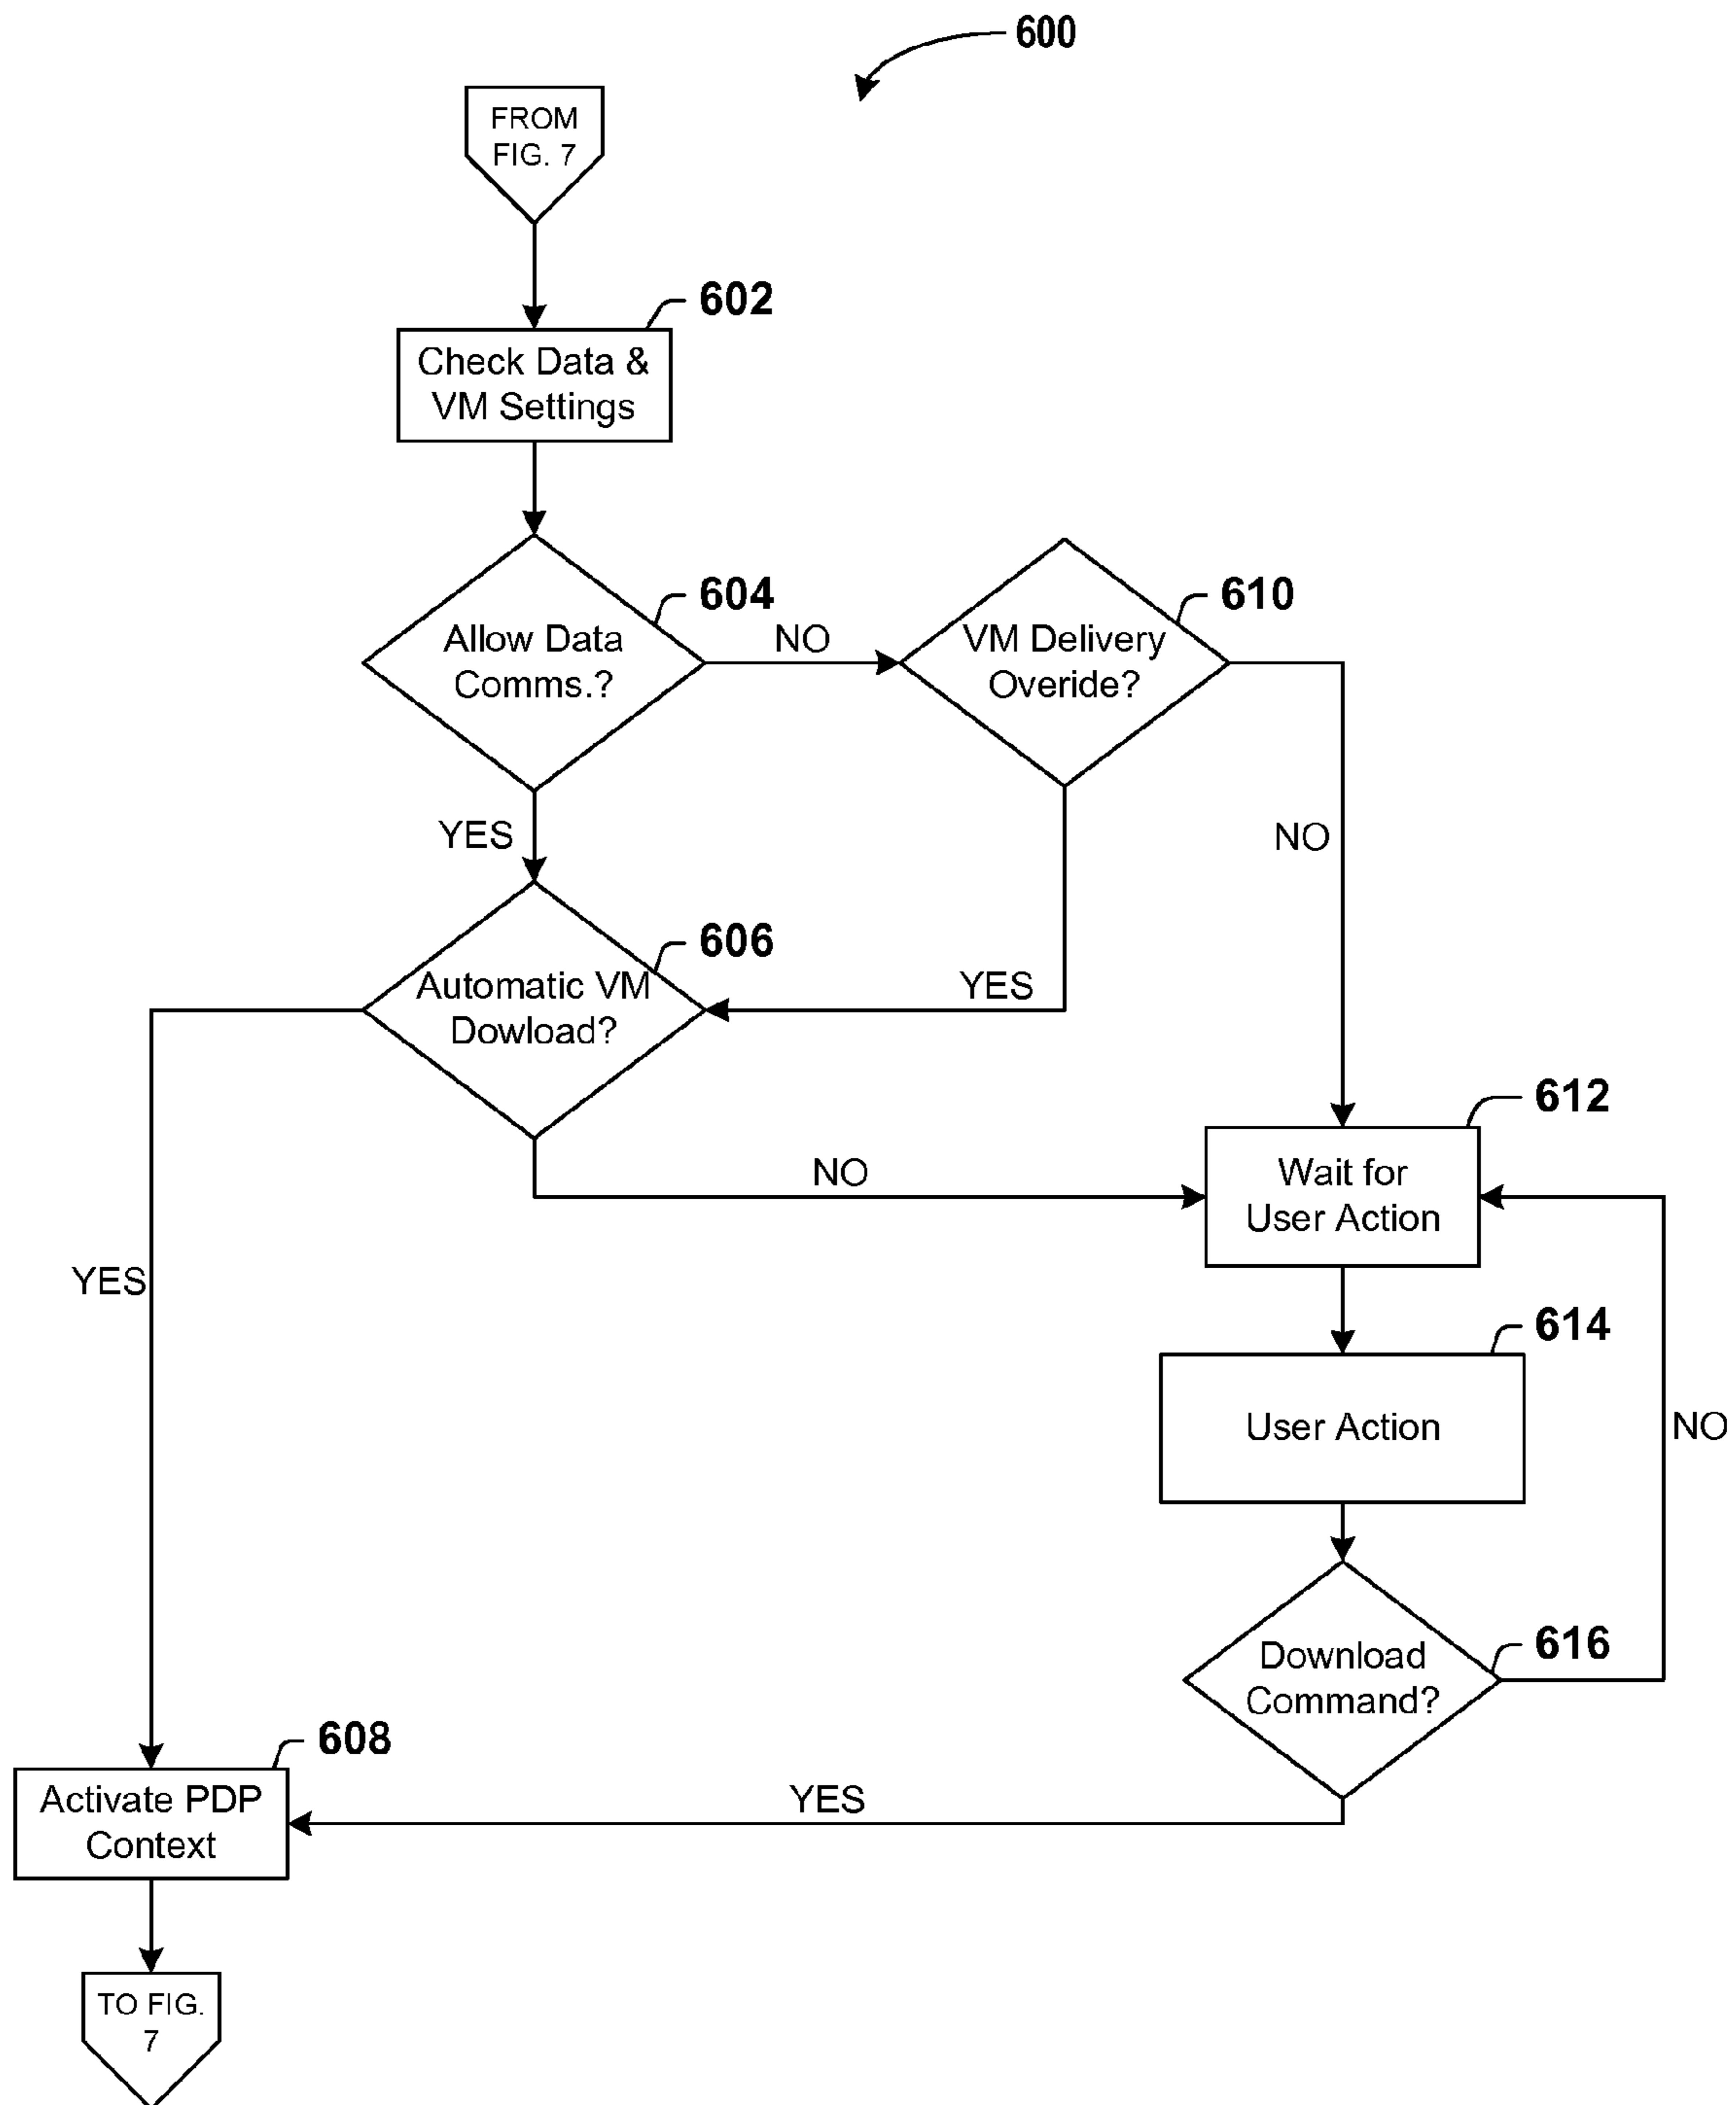 600
FROM
FIG. 7
602
Check Data &
VM Settings
604
Allow Data
Comms.?
NO
610
VM Delivery
Overide?
YES
NO
606
Automatic VM
Dowload?
YES
NO
YES
612
Wait for
User Action
614
User Action
NO
616
Download
Command?
YES
608
Activate PDP
Context
TO FIG.
7